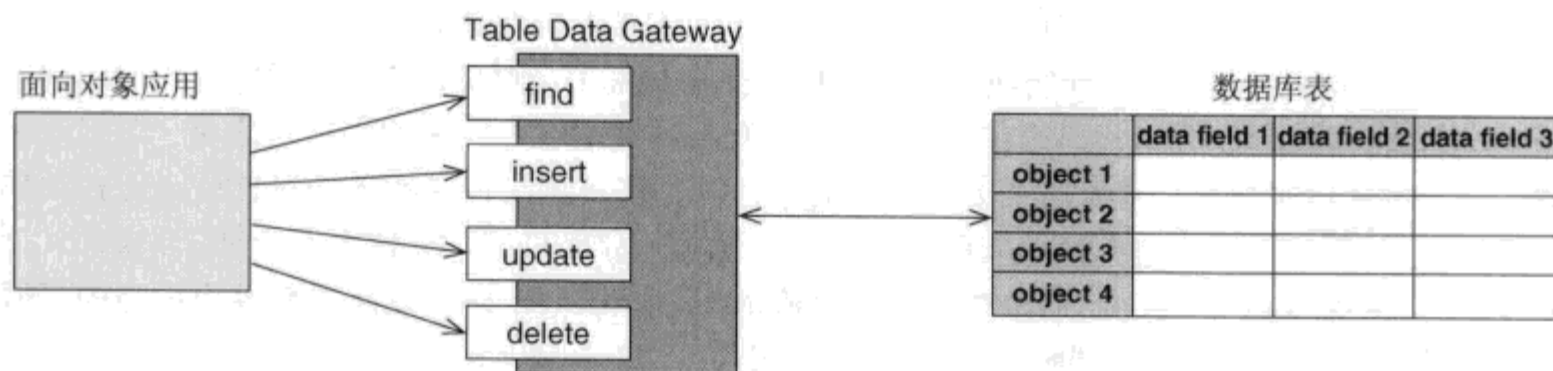 Table Data Gateway
面向对象应用
find
insert
update
delete
数据库表
data field 1 data field 2 data field 3
object 1
object 2
object 3
object 4